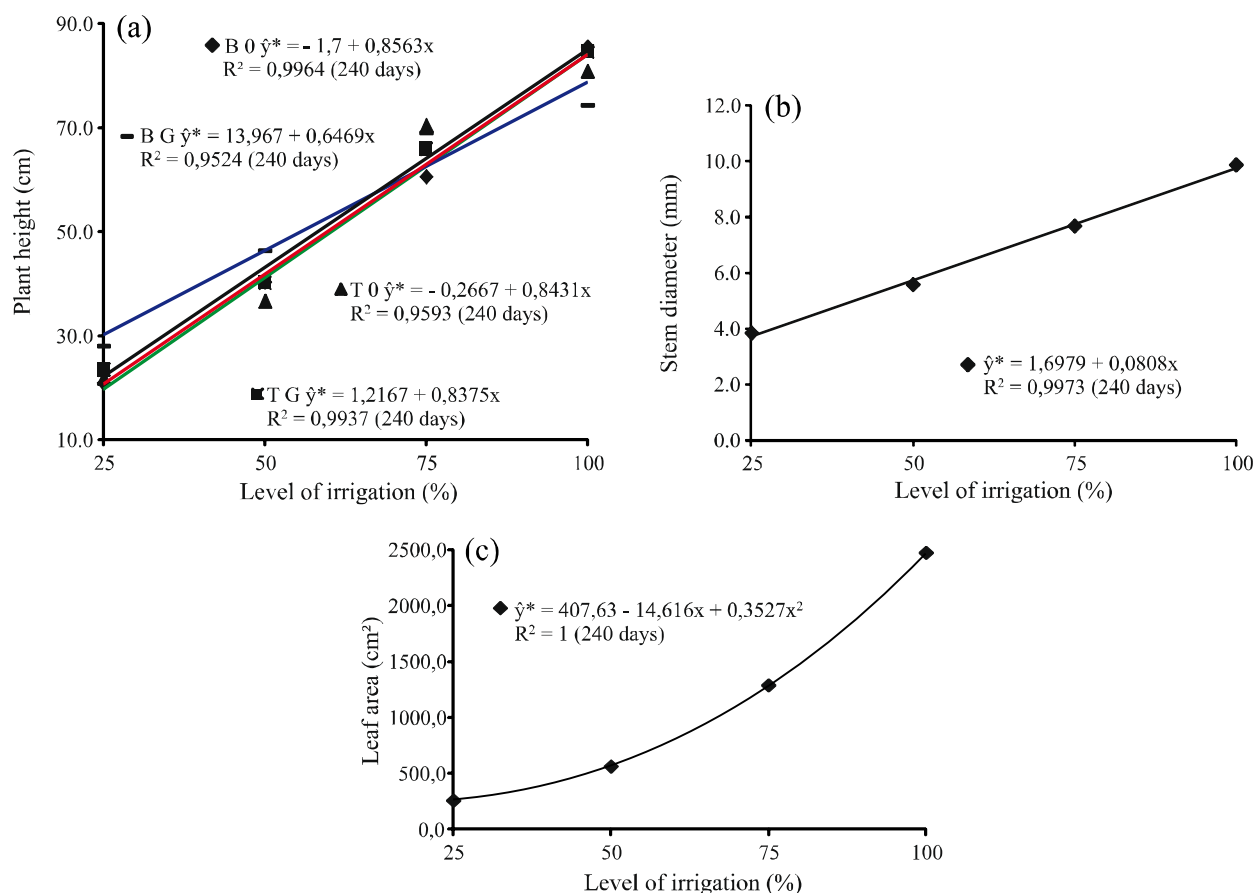 (a)
90.0
70.0
50.0
30.0
10.0
Plant height (cm)
B 0 ŷ* = - 1,7 + 0,8563x
R² = 0,9964 (240 days)
B G ŷ* = 13,967 + 0,6469x
R² = 0,9524 (240 days)
T 0 ŷ* = - 0,2667 + 0,8431x
R² = 0,9593 (240 days)
T G ŷ* = 1,2167 + 0,8375x
R² = 0,9937 (240 days)
25 50 75 100
Level of irrigation (%)
(b)
12.0
10.0
8.0
6.0
4.0
2.0
0.0
Stem diameter (mm)
ŷ* = 1,6979 + 0,0808x
R² = 0,9973 (240 days)
25 50 75 100
Level of irrigation (%)
(c)
2500,0
2000,0
1500,0
1000,0
500,0
0,0
Leaf area (cm²)
ŷ* = 407,63 - 14,616x + 0,3527x²
R² = 1 (240 days)
25 50 75 100
Level of irrigation (%)